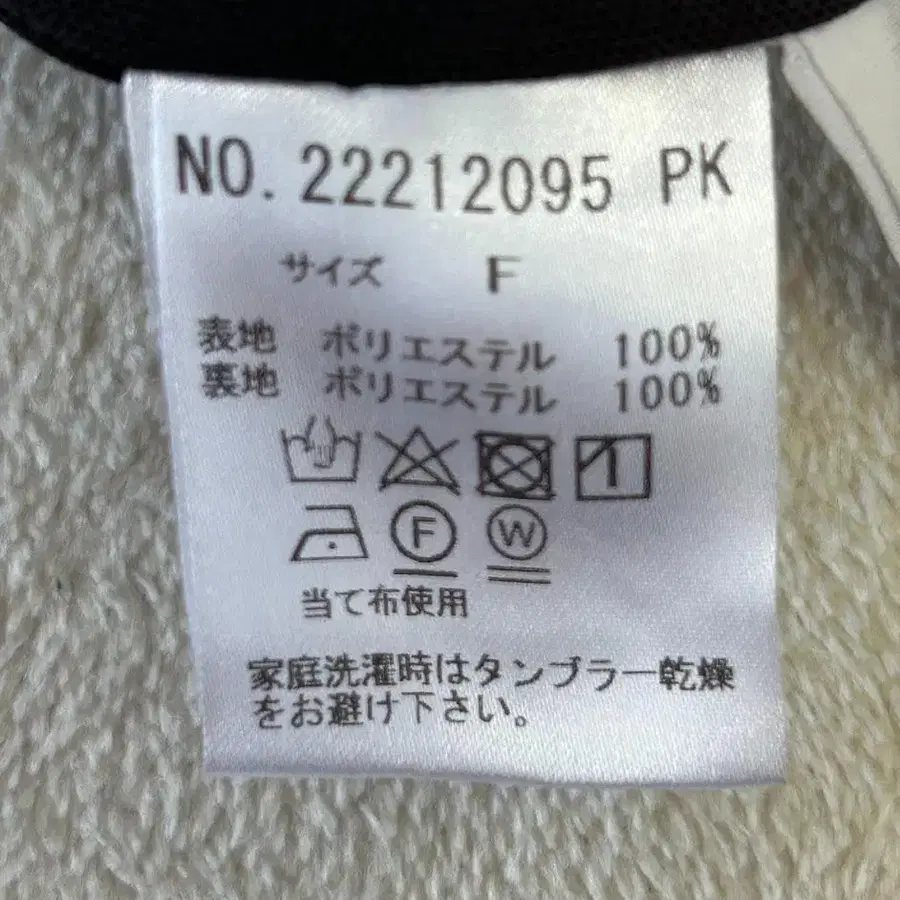 NO. 22212095 PK
サイズ F
表地 ポリエステル 100%
裏地 ポリエステル 100%
F W
当て布使用
家庭洗濯時はタンブラー乾燥
をお避け下さい。